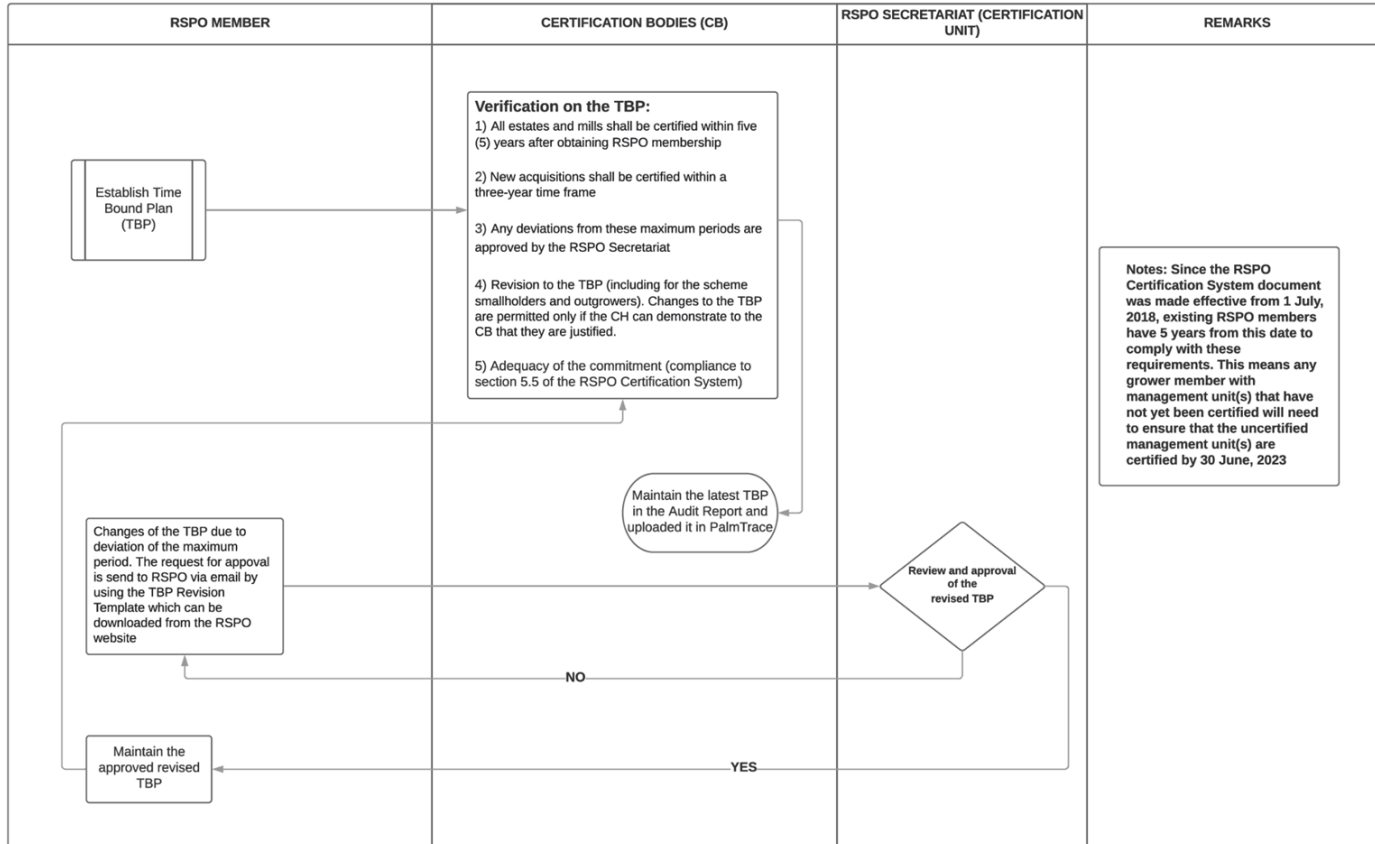 RSPO MEMBER
CERTIFICATION BODIES (CB)
RSPO SECRETARIAT (CERTIFICATION
UNIT)
REMARKS
Establish Time
Bound Plan
(TBP)
Verification on the TBP:
1) All estates and mills shall be certified within five
(5) years after obtaining RSPO membership
2) New acquisitions shall be certified within a
three-year time frame
3) Any deviations from these maximum periods are
approved by the RSPO Secretariat
4) Revision to the TBP (including for the scheme
smallholders and outgrowers). Changes to the TBP
are permitted only if the CH can demonstrate to the
CB that they are justified.
5) Adequacy of the commitment (compliance to
section 5.5 of the RSPO Certification System)
Notes: Since the RSPO
Certification System document
was made effective from 1 July,
2018, existing RSPO members
have 5 years from this date to
comply with these
requirements. This means any
grower member with
management unit(s) that have
not yet been certified will need
to ensure that the uncertified
management unit(s) are
certified by 30 June, 2023
Maintain the latest TBP
in the Audit Report and
uploaded it in PalmTrace
Changes of the TBP due to
deviation of the maximum
period. The request for appoval
is send to RSPO via email by
using the TBP Revision
Template which can be
downloaded from the RSPO
website
Review and approval
of the
revised TBP
NO
Maintain the
approved revised
TBP
YES